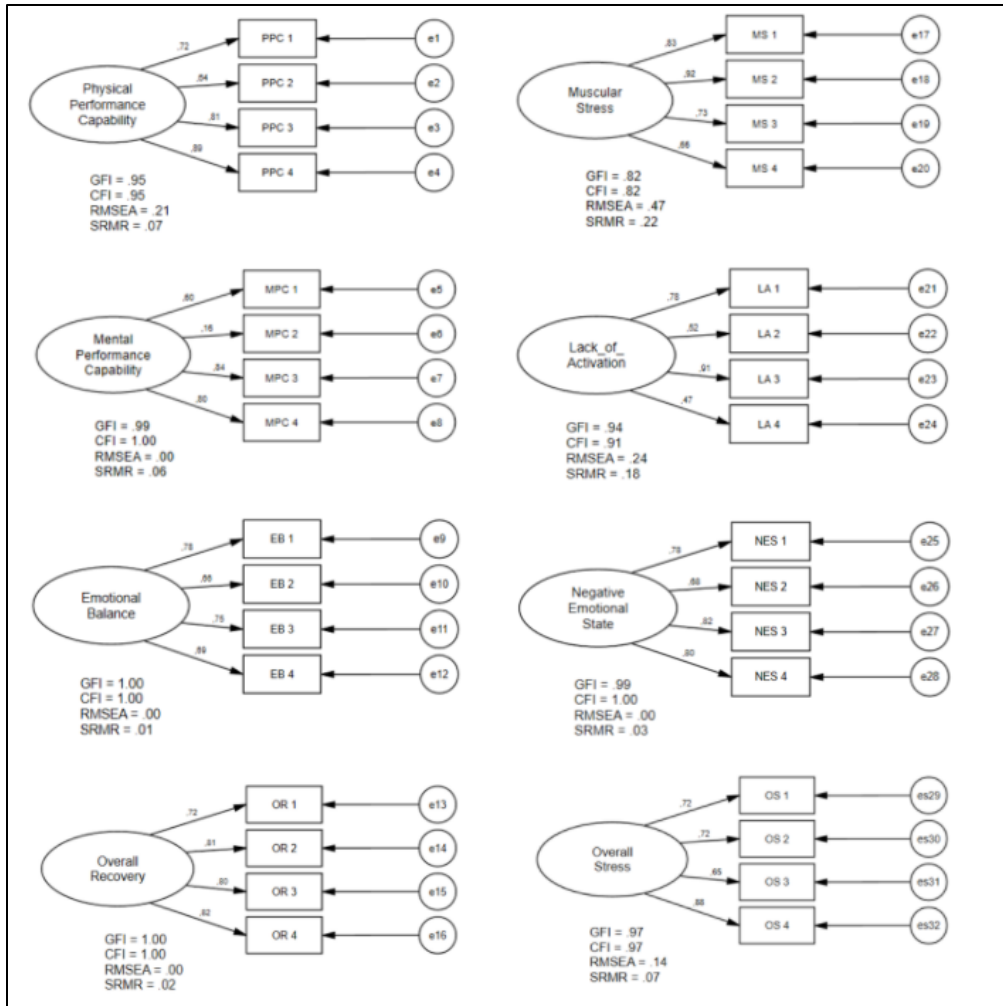 .72
PPC 1
e1
.64
PPC 2
e2
Physical
Performance
Capability
.81
PPC 3
e3
.89
PPC 4
e4
GFI = .95
CFI = .95
RMSEA = .21
SRMR = .07
MS 1
e17
.92
MS 2
e18
Muscular
Stress
.73
MS 3
e19
.66
MS 4
e20
GFI = .82
CFI = .82
RMSEA = .47
SRMR = .22
.60
MPC 1
e5
.16
MPC 2
e6
Mental
Performance
Capability
.84
MPC 3
e7
.80
MPC 4
e8
GFI = .99
CFI = 1.00
RMSEA = .00
SRMR = .06
.78
LA 1
e21
.52
LA 2
e22
Lack_of_
Activation
.91
LA 3
e23
.47
LA 4
e24
GFI = .94
CFI = .91
RMSEA = .24
SRMR = .18
.78
EB 1
e9
.66
EB 2
e10
Emotional
Balance
.75
EB 3
e11
.69
EB 4
e12
GFI = 1.00
CFI = 1.00
RMSEA = .00
SRMR = .01
.78
NES 1
e25
.68
NES 2
e26
Negative
Emotional
State
.82
NES 3
e27
.80
NES 4
e28
GFI = .99
CFI = 1.00
RMSEA = .00
SRMR = .03
.72
OR 1
e13
.81
OR 2
e14
Overall
Recovery
.80
OR 3
e15
OR 4
e16
GFI = 1.00
CFI = 1.00
RMSEA = .00
SRMR = .02
.72
OS 1
es29
.72
OS 2
es30
Overall
Stress
.65
OS 3
es31
.88
OS 4
es32
GFI = .97
CFI = .97
RMSEA = .14
SRMR = .07